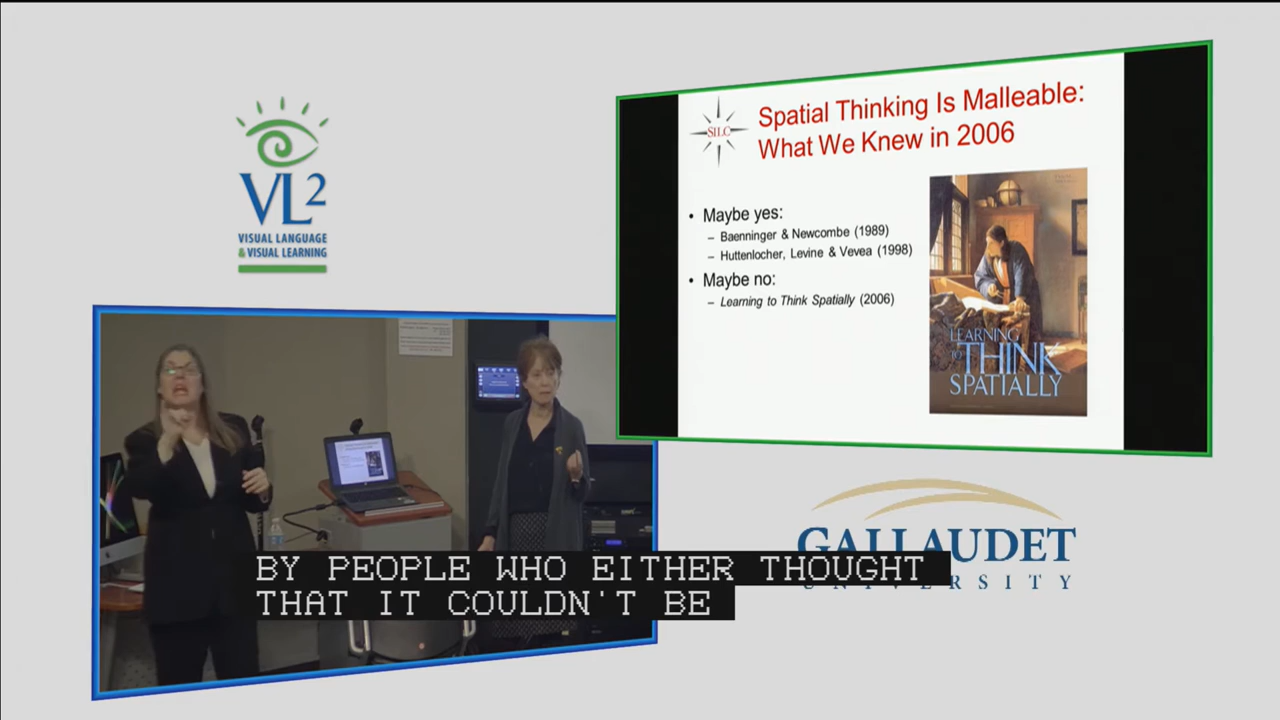 VL2
VISUAL LANGUAGE
& VISUAL LEARNING
SILC
Spatial Thinking Is Malleable:
What We Knew in 2006
• Maybe yes:
– Baenninger & Newcombe (1989)
– Huttenlocher, Levine & Vevea (1998)
• Maybe no:
– Learning to Think Spatially (2006)
LEARNING
TO THINK
SPATIALLY
GALLAUDET
UNIVERSITY
BY PEOPLE WHO EITHER THOUGHT
THAT IT COULDN'T BE